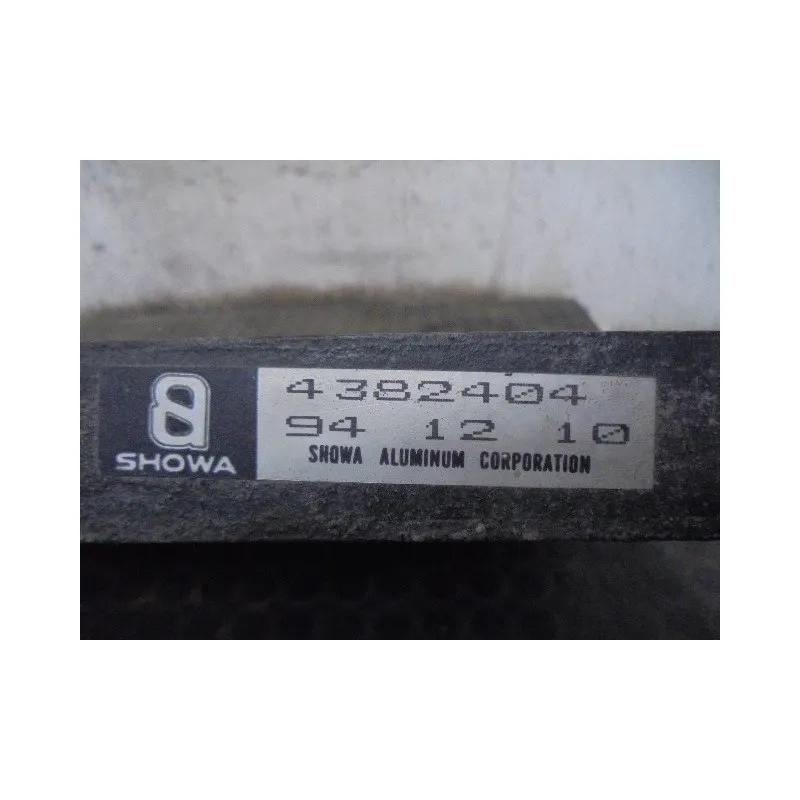 SHOWA
4382404
94 12 10
SHOWA ALUMINUM CORPORATION